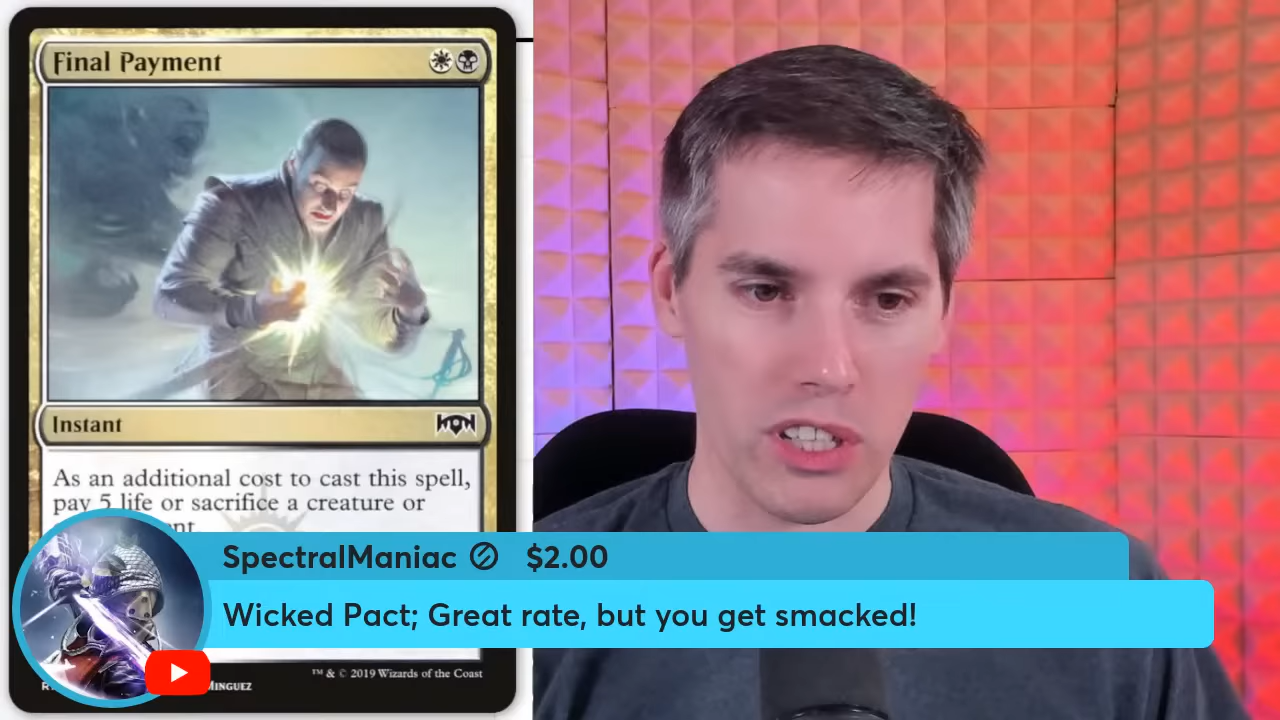 Final Payment
Instant
As an additional cost to cast this spell,
pay 5 life or sacrifice a creature or
SpectralManiac $2.00
Wicked Pact; Great rate, but you get smacked!
™ & © 2019 Wizards of the Coast
MINGUEZ